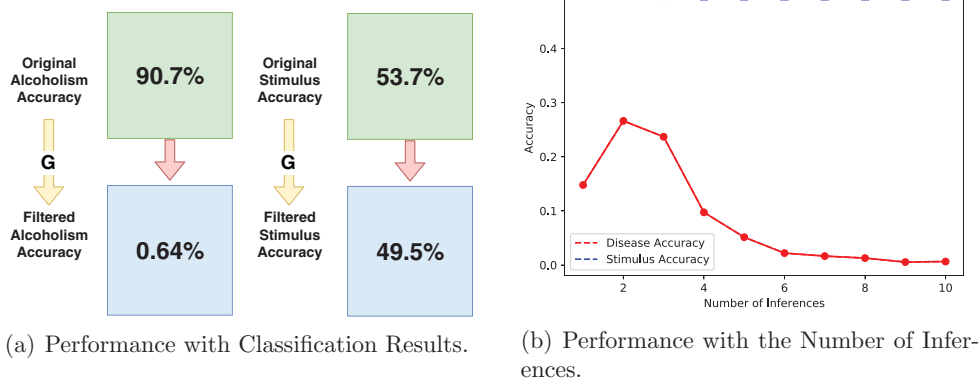 Original
Alcoholism
Accuracy
90.7%
G
Filtered
Alcoholism
Accuracy
0.64%
Original
Stimulus
Accuracy
53.7%
G
Filtered
Stimulus
Accuracy
49.5%
(a) Performance with Classification Results.
0.4
0.3
0.2
0.1
0.0
Accuracy
Disease Accuracy
Stimulus Accuracy
2
4
6
8
10
Number of Inferences
(b) Performance with the Number of Infer-
ences.